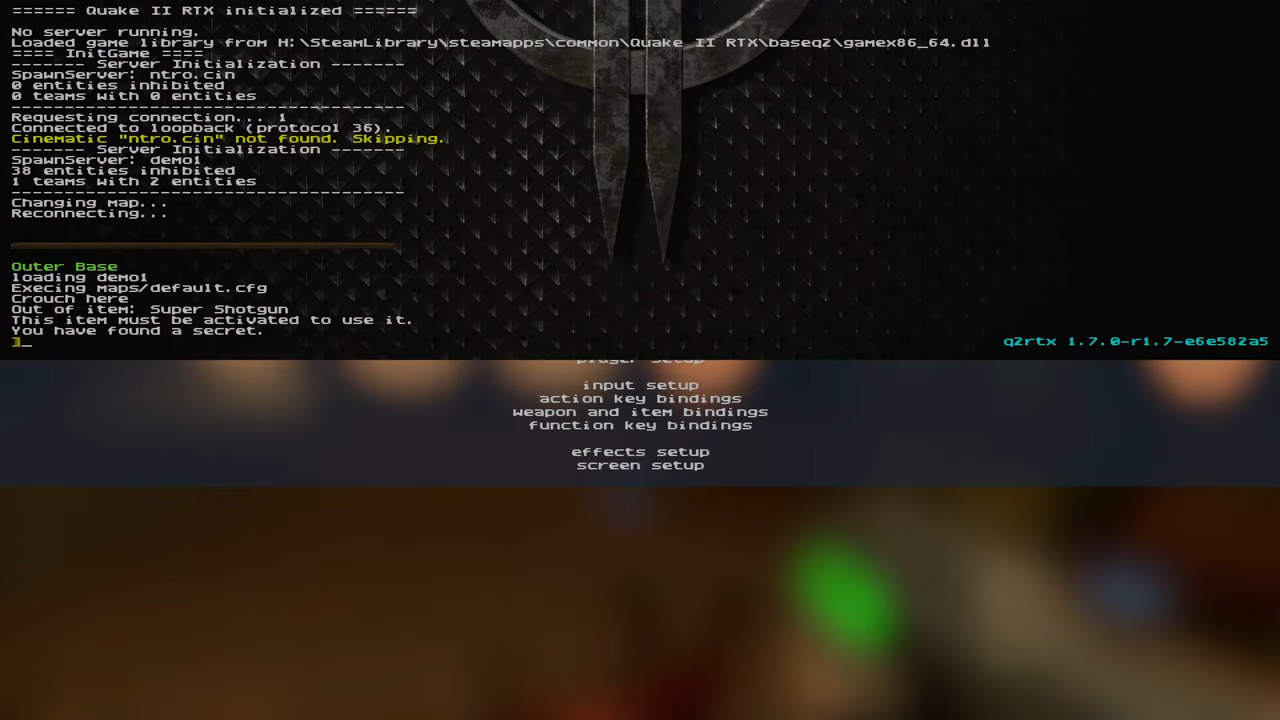 ====== Quake II RTX initialized ======
No server running.
Loaded game library from H:\SteamLibrary\steamapps\common\Quake II RTX\baseq2\gamex86_64.dll
==== InitGame ====
------- Server Initialization -------
SpawnServer: ntro.cin
0 entities inhibited
0 teams with 0 entities
-------------------------------------
Requesting connection... 1
Connected to loopback (protocol 36).
Cinematic "ntro.cin" not found. Skipping.
------- Server Initialization -------
SpawnServer: demo1
38 entities inhibited
1 teams with 2 entities
-------------------------------------
Changing map...
Reconnecting...
Outer Base
loading demo1
Execing maps/default.cfg
Crouch here
Out of item: Super Shotgun
This item must be activated to use it.
You have found a secret.
]_
q2rtx 1.7.0-r1.7-e6e582a5
player setup
input setup
action key bindings
weapon and item bindings
function key bindings
effects setup
screen setup